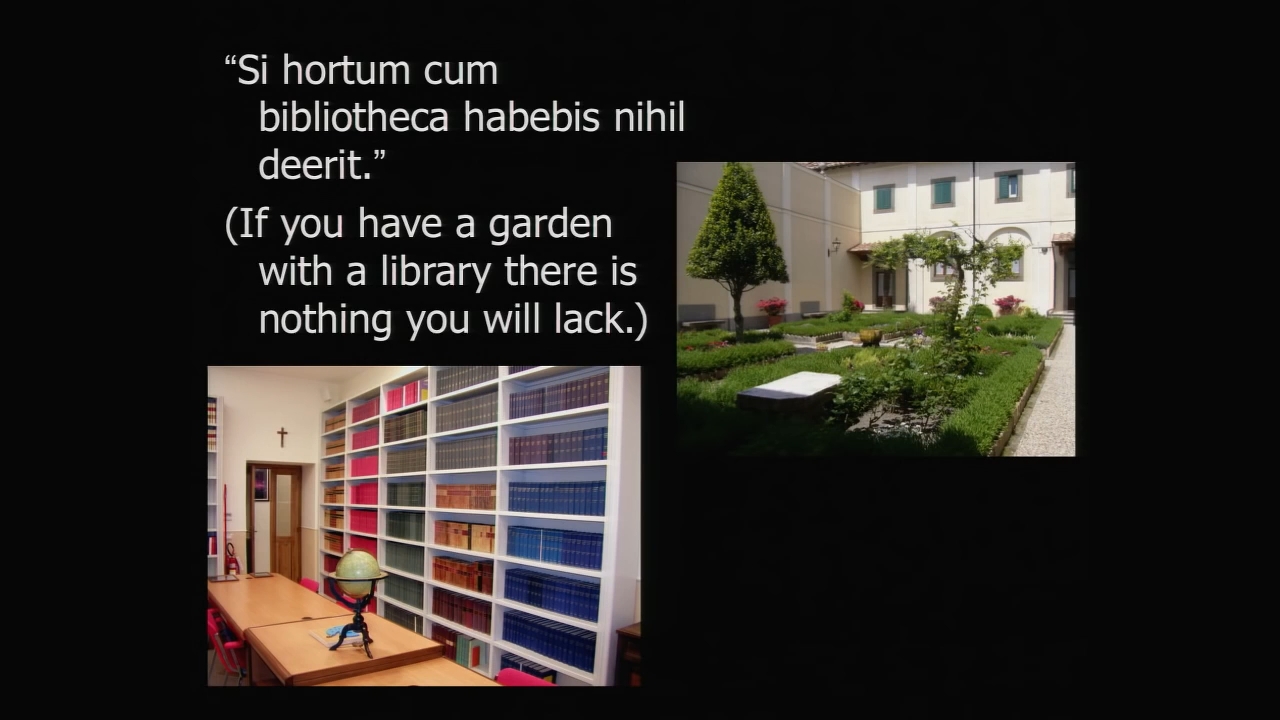 “Si hortum cum
bibliotheca habebis nihil
deerit.”
(If you have a garden
with a library there is
nothing you will lack.)